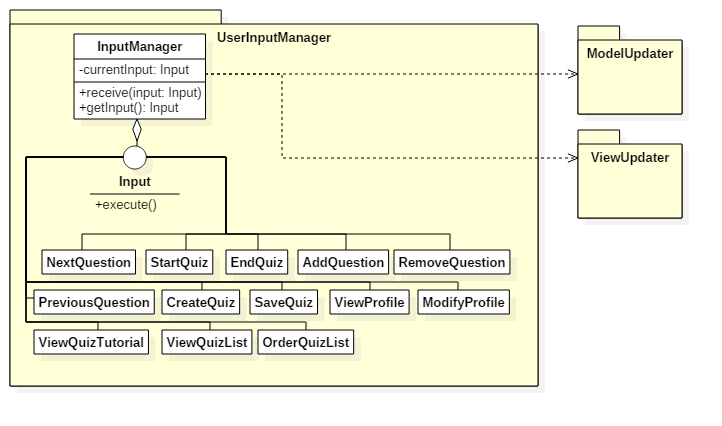 UserInputManager
InputManager
-currentInput: Input
+receive(input: Input)
+getInput(): Input
ModelUpdater
ViewUpdater
Input
+execute()
NextQuestion
StartQuiz
EndQuiz
AddQuestion
RemoveQuestion
PreviousQuestion
CreateQuiz
SaveQuiz
ViewProfile
ModifyProfile
ViewQuizTutorial
ViewQuizList
OrderQuizList